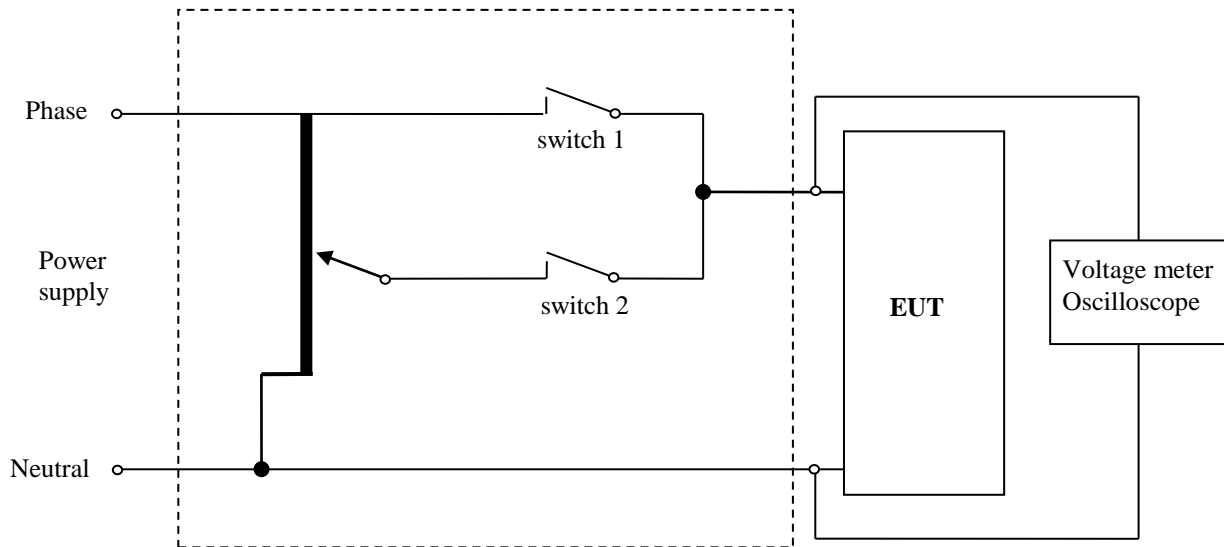 Phase
switch 1
Power
supply
switch 2
EUT
Voltage meter
Oscilloscope
Neutral